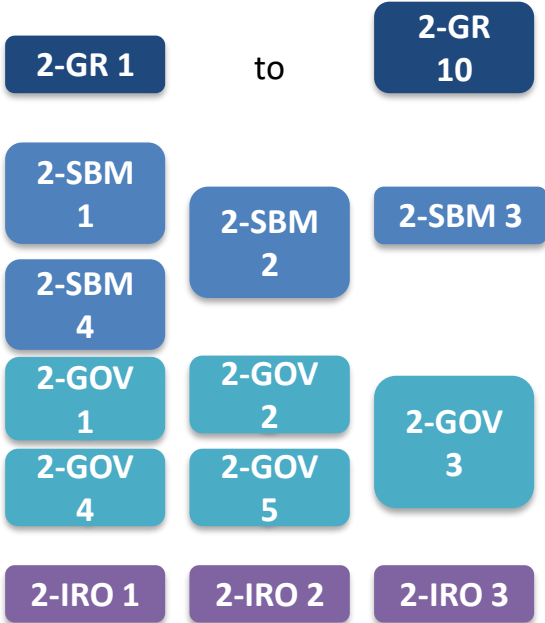 2-GR 1
to
2-GR
10
2-SBM
1
2-SBM
2
2-SBM 3
2-SBM
4
2-GOV
1
2-GOV
2
2-GOV
3
2-GOV
4
2-GOV
5
2-IRO 1
2-IRO 2
2-IRO 3